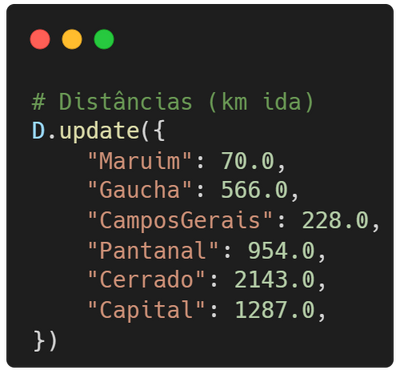 # Distâncias (km ida)
D.update({
    "Maruim": 70.0,
    "Gaucha": 566.0,
    "CamposGerais": 228.0,
    "Pantanal": 954.0,
    "Cerrado": 2143.0,
    "Capital": 1287.0,
})